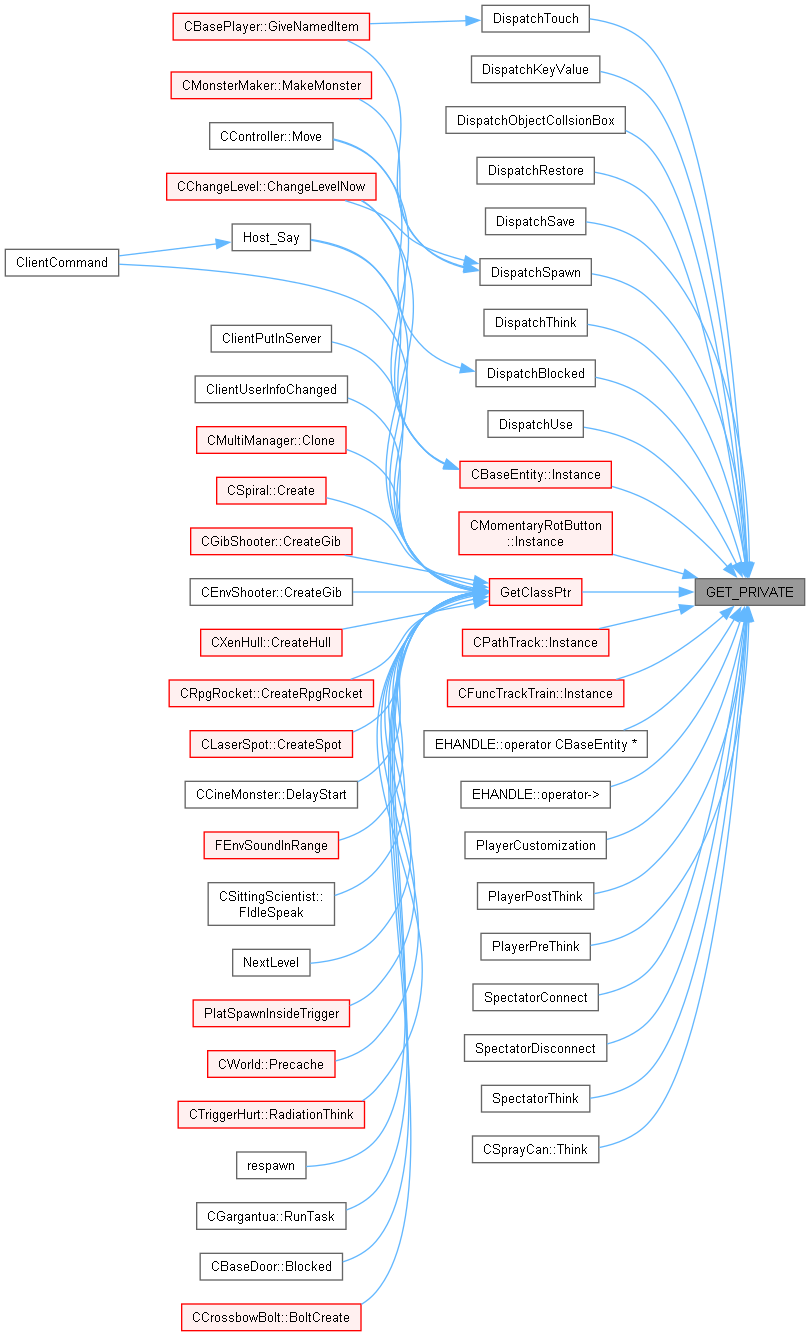 CBasePlayer::GiveNamedItem
DispatchTouch
CMonsterMaker::MakeMonster
DispatchKeyValue
CController::Move
DispatchObjectCollsionBox
CChangeLevel::ChangeLevelNow
DispatchRestore
Host_Say
DispatchSave
ClientCommand
DispatchSpawn
ClientPutInServer
DispatchThink
ClientUserInfoChanged
DispatchBlocked
CMultiManager::Clone
DispatchUse
CSpiral::Create
CBaseEntity::Instance
CGibShooter::CreateGib
CMomentaryRotButton
::Instance
CEnvShooter::CreateGib
GetClassPtr
GET_PRIVATE
CXenHull::CreateHull
CPathTrack::Instance
CRpgRocket::CreateRpgRocket
CFuncTrackTrain::Instance
CLaserSpot::CreateSpot
EHANDLE::operator CBaseEntity *
CCineMonster::DelayStart
EHANDLE::operator->
FEnvSoundInRange
PlayerCustomization
CSittingScientist::
FIdleSpeak
PlayerPostThink
NextLevel
PlayerPreThink
PlatSpawnInsideTrigger
SpectatorConnect
CWorld::Precache
SpectatorDisconnect
CTriggerHurt::RadiationThink
SpectatorThink
respawn
CSprayCan::Think
CGargantua::RunTask
CBaseDoor::Blocked
CCrossbowBolt::BoltCreate